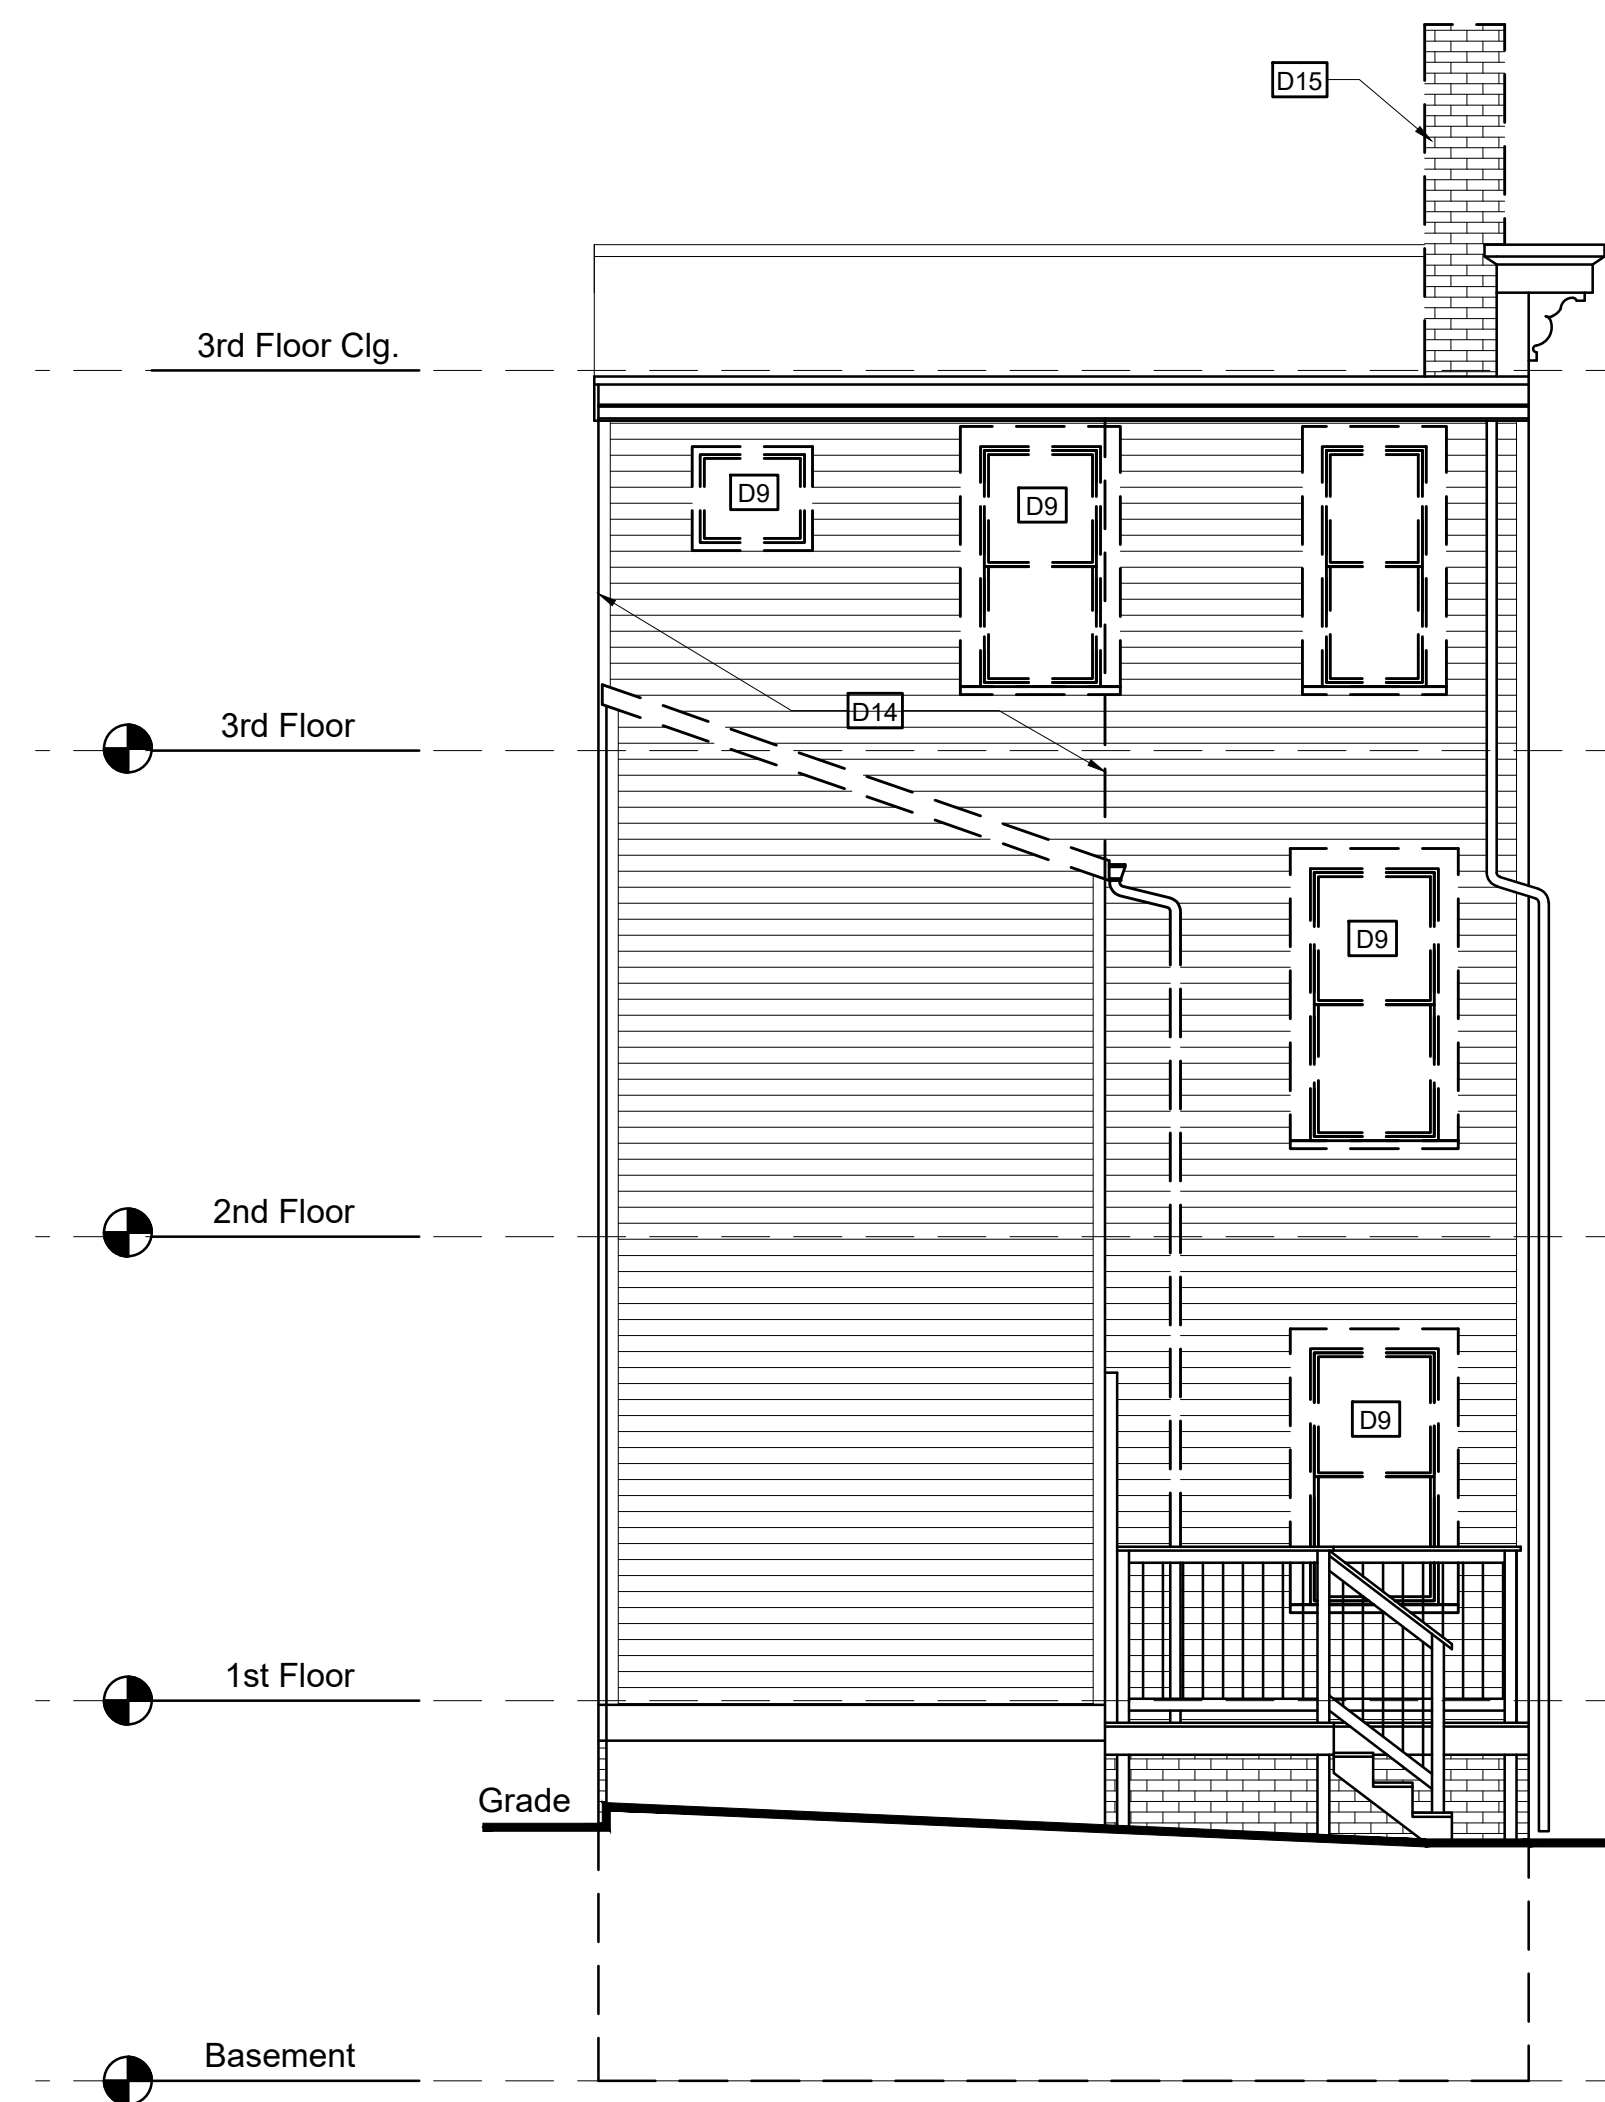 D15
3rd Floor Clg.
D9
D9
D14
3rd Floor
D9
2nd Floor
D9
1st Floor
Grade
Basement